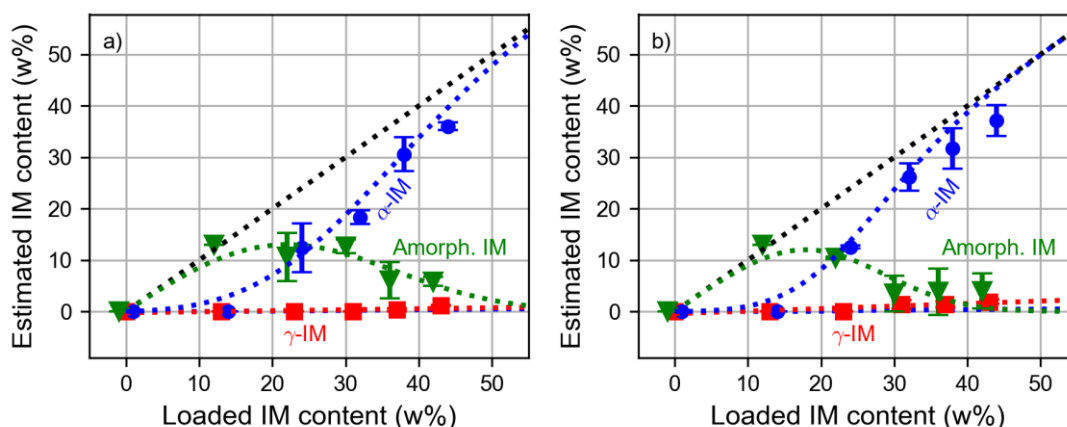 a)
Estimated IM content (w%)
50
40
30
20
10
0
α-IM
Amorph. IM
γ-IM
0 10 20 30 40 50
Loaded IM content (w%)
b)
Estimated IM content (w%)
50
40
30
20
10
0
α-IM
Amorph. IM
γ-IM
0 10 20 30 40 50
Loaded IM content (w%)